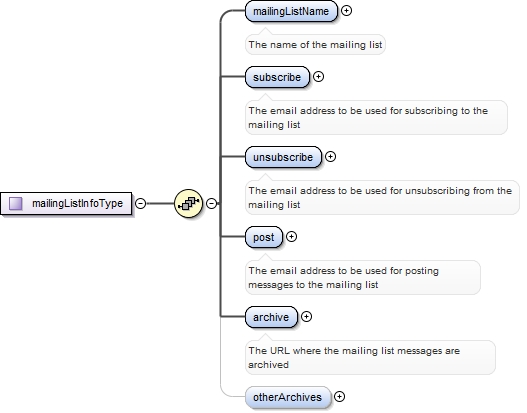 mailingListName
The name of the mailing list
subscribe
The email address to be used for subscribing to the
mailing list
unsubscribe
The email address to be used for unsubscribing from the
mailing list
mailingListInfoType
post
The email address to be used for posting
messages to the mailing list
archive
The URL where the mailing list messages are
archived
otherArchives